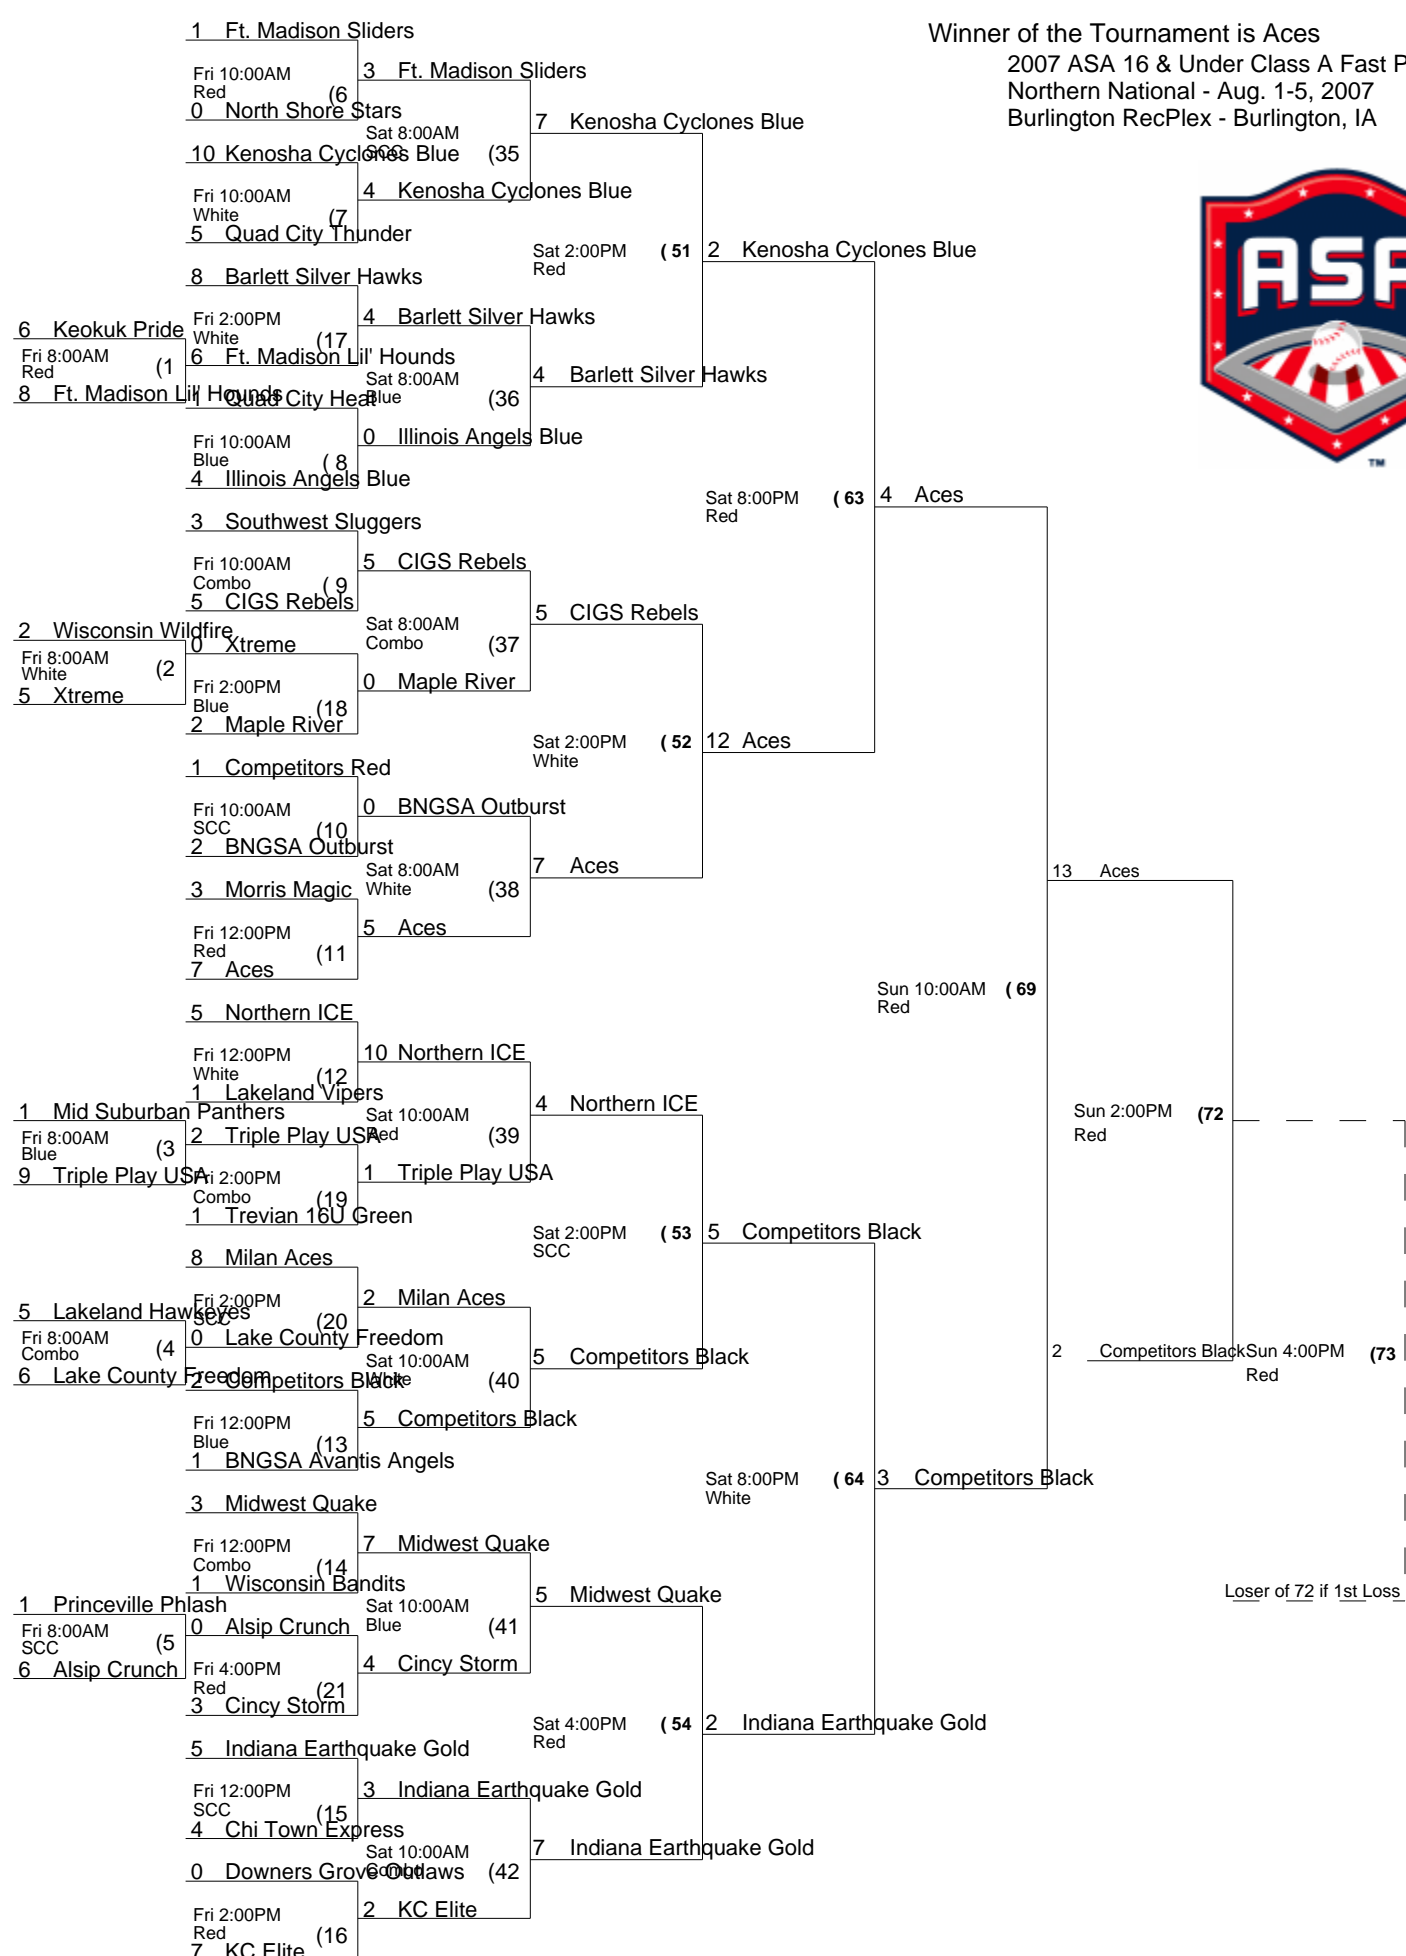 Winner of the Tournament is Aces
2007 ASA 16 & Under Class A Fast P
Northern National - Aug. 1-5, 2007
Burlington RecPlex - Burlington, IA
ASA
TM
1 Ft. Madison Sliders
Fri 10:00AM
Red (6
0 North Shore Stars
3 Ft. Madison Sliders
Sat 8:00AM
SCC (35
7 Kenosha Cyclones Blue
10 Kenosha Cyclones Blue
Fri 10:00AM
White (7
5 Quad City Thunder
4 Kenosha Cyclones Blue
Sat 2:00PM ( 51
Red
2 Kenosha Cyclones Blue
8 Barlett Silver Hawks
6 Keokuk Pride
Fri 8:00AM
Red (1
8 Ft. Madison Lil' Hounds
Fri 2:00PM
White (17
6 Ft. Madison Lil' Hounds
4 Barlett Silver Hawks
Sat 8:00AM
Blue (36
4 Barlett Silver Hawks
1 Quad City Heat
Fri 10:00AM
Blue ( 8
4 Illinois Angels Blue
0 Illinois Angels Blue
Sat 8:00PM ( 63
Red
4 Aces
3 Southwest Sluggers
Fri 10:00AM
Combo ( 9
5 CIGS Rebels
5 CIGS Rebels
Sat 8:00AM
Combo (37
5 CIGS Rebels
2 Wisconsin Wildfire
Fri 8:00AM
White (2
5 Xtreme
0 Xtreme
Fri 2:00PM
Blue (18
2 Maple River
0 Maple River
Sat 2:00PM ( 52
White
12 Aces
1 Competitors Red
Fri 10:00AM
SCC (10
2 BNGSA Outburst
0 BNGSA Outburst
Sat 8:00AM
White (38
7 Aces
3 Morris Magic
Fri 12:00PM
Red (11
7 Aces
5 Aces
13 Aces
Sun 10:00AM ( 69
Red
5 Northern ICE
Fri 12:00PM
White (12
1 Lakeland Vipers
10 Northern ICE
Sat 10:00AM
Red (39
4 Northern ICE
1 Mid Suburban Panthers
Fri 8:00AM
Blue (3
9 Triple Play USA
2 Triple Play USA
Fri 2:00PM
Combo (19
1 Trevian 16U Green
1 Triple Play USA
Sun 2:00PM (72
Red
Sat 2:00PM ( 53
SCC
5 Competitors Black
8 Milan Aces
5 Lakeland Hawkeyes
Fri 8:00AM
Combo (4
6 Lake County Freedom
Fri 2:00PM
SCC (20
0 Lake County Freedom
2 Milan Aces
Sat 10:00AM
White (40
5 Competitors Black
2 Competitors Black
Fri 12:00PM
Blue (13
1 BNGSA Avantis Angels
5 Competitors Black
2 Competitors Black
Sun 4:00PM (73
Red
Sat 8:00PM ( 64
White
3 Competitors Black
3 Midwest Quake
Fri 12:00PM
Combo (14
1 Wisconsin Bandits
7 Midwest Quake
Sat 10:00AM
Blue (41
5 Midwest Quake
Loser of 72 if 1st Loss
1 Princeville Phlash
Fri 8:00AM
SCC (5
6 Alsip Crunch
0 Alsip Crunch
Fri 4:00PM
Red (21
3 Cincy Storm
4 Cincy Storm
Sat 4:00PM ( 54
Red
2 Indiana Earthquake Gold
5 Indiana Earthquake Gold
Fri 12:00PM
SCC (15
4 Chi Town Express
3 Indiana Earthquake Gold
Sat 10:00AM
Combo (42
7 Indiana Earthquake Gold
0 Downers Grove Outlaws
Fri 2:00PM
Red (16
7 KC Elite
2 KC Elite